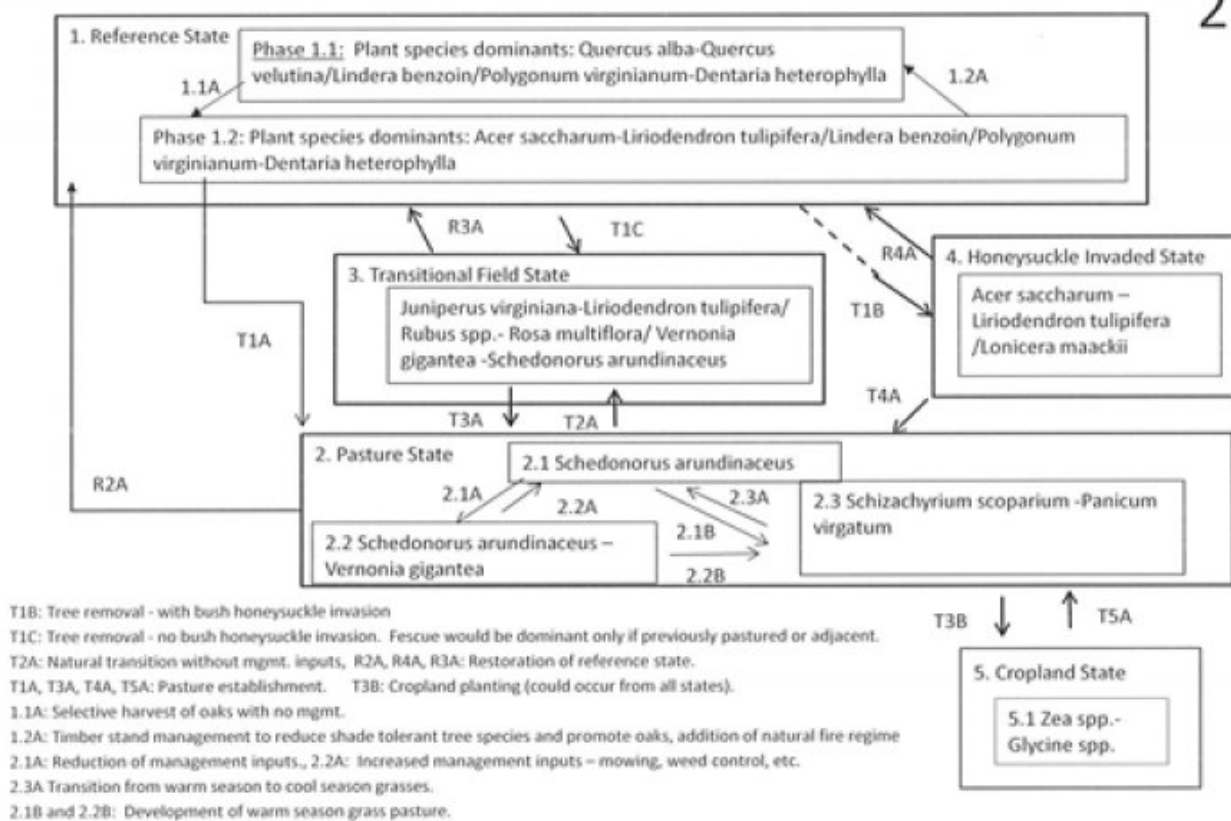 2
1. Reference State
Phase 1.1: Plant species dominants: Quercus alba-Quercus
velutina/Lindera benzoin/Polygonum virginianum-Dentaria heterophylla
1.1A
1.2A
Phase 1.2: Plant species dominants: Acer saccharum-Liriodendron tulipifera/Lindera benzoin/Polygonum
virginianum-Dentaria heterophylla
R3A
T1C
R4A
T1B
T1A
3. Transitional Field State
Juniperus virginiana-Liriodendron tulipifera/
Rubus spp.- Rosa multiflora/ Vernonia
gigantea -Schedonorus arundinaceus
4. Honeysuckle Invaded State
Acer saccharum –
Liriodendron tulipifera
/Lonicera maackii
T3A
T2A
T4A
R2A
2. Pasture State
2.1 Schedonorus arundinaceus
2.1A
2.2A
2.3A
2.1B
2.2B
2.2 Schedonorus arundinaceus –
Vernonia gigantea
2.3 Schizachyrium scoparium -Panicum
virgatum
T3B
T5A
5. Cropland State
5.1 Zea spp.-
Glycine spp.
T1B: Tree removal - with bush honeysuckle invasion
T1C: Tree removal - no bush honeysuckle invasion. Fescue would be dominant only if previously pastured or adjacent.
T2A: Natural transition without mgmt. inputs, R2A, R4A, R3A: Restoration of reference state.
T1A, T3A, T4A, T5A: Pasture establishment. T3B: Cropland planting (could occur from all states).
1.1A: Selective harvest of oaks with no mgmt.
1.2A: Timber stand management to reduce shade tolerant tree species and promote oaks, addition of natural fire regime
2.1A: Reduction of management inputs., 2.2A: Increased management inputs – mowing, weed control, etc.
2.3A Transition from warm season to cool season grasses.
2.1B and 2.2B: Development of warm season grass pasture.